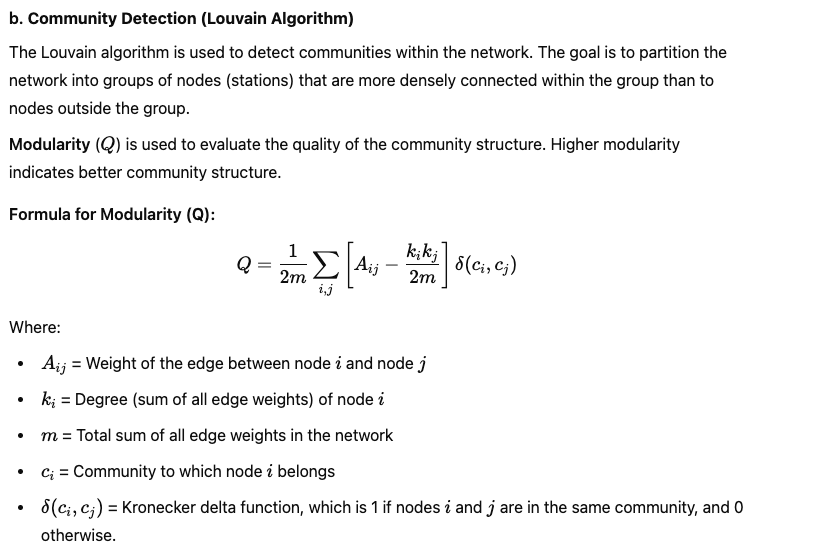 b. Community Detection (Louvain Algorithm)
The Louvain algorithm is used to detect communities within the network. The goal is to partition the
network into groups of nodes (stations) that are more densely connected within the group than to
nodes outside the group.
Modularity (Q) is used to evaluate the quality of the community structure. Higher modularity
indicates better community structure.
Formula for Modularity (Q):
Q = \frac{1}{2m} \sum_{i,j} \left[ A_{ij} - \frac{k_i k_j}{2m} \right] \delta(c_i, c_j)
Where:
• A_{ij} = Weight of the edge between node i and node j
• k_i = Degree (sum of all edge weights) of node i
• m = Total sum of all edge weights in the network
• c_i = Community to which node i belongs
• δ(c_i, c_j) = Kronecker delta function, which is 1 if nodes i and j are in the same community, and 0
otherwise.